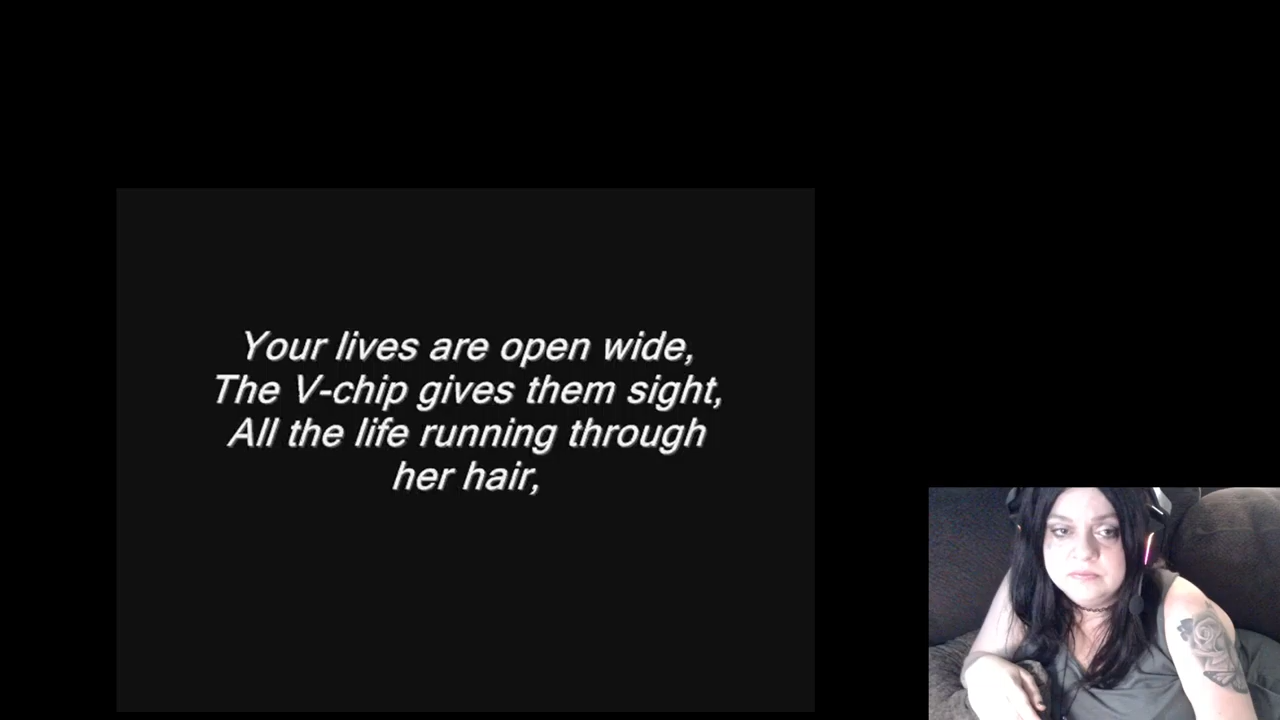 Your lives are open wide,
The V-chip gives them sight,
All the life running through
her hair,